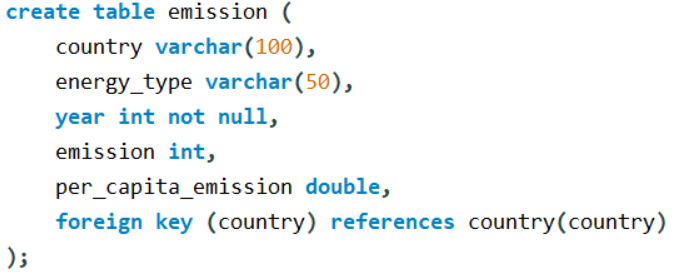 create table emission (
    country varchar(100),
    energy_type varchar(50),
    year int not null,
    emission int,
    per_capita_emission double,
    foreign key (country) references country(country)
);